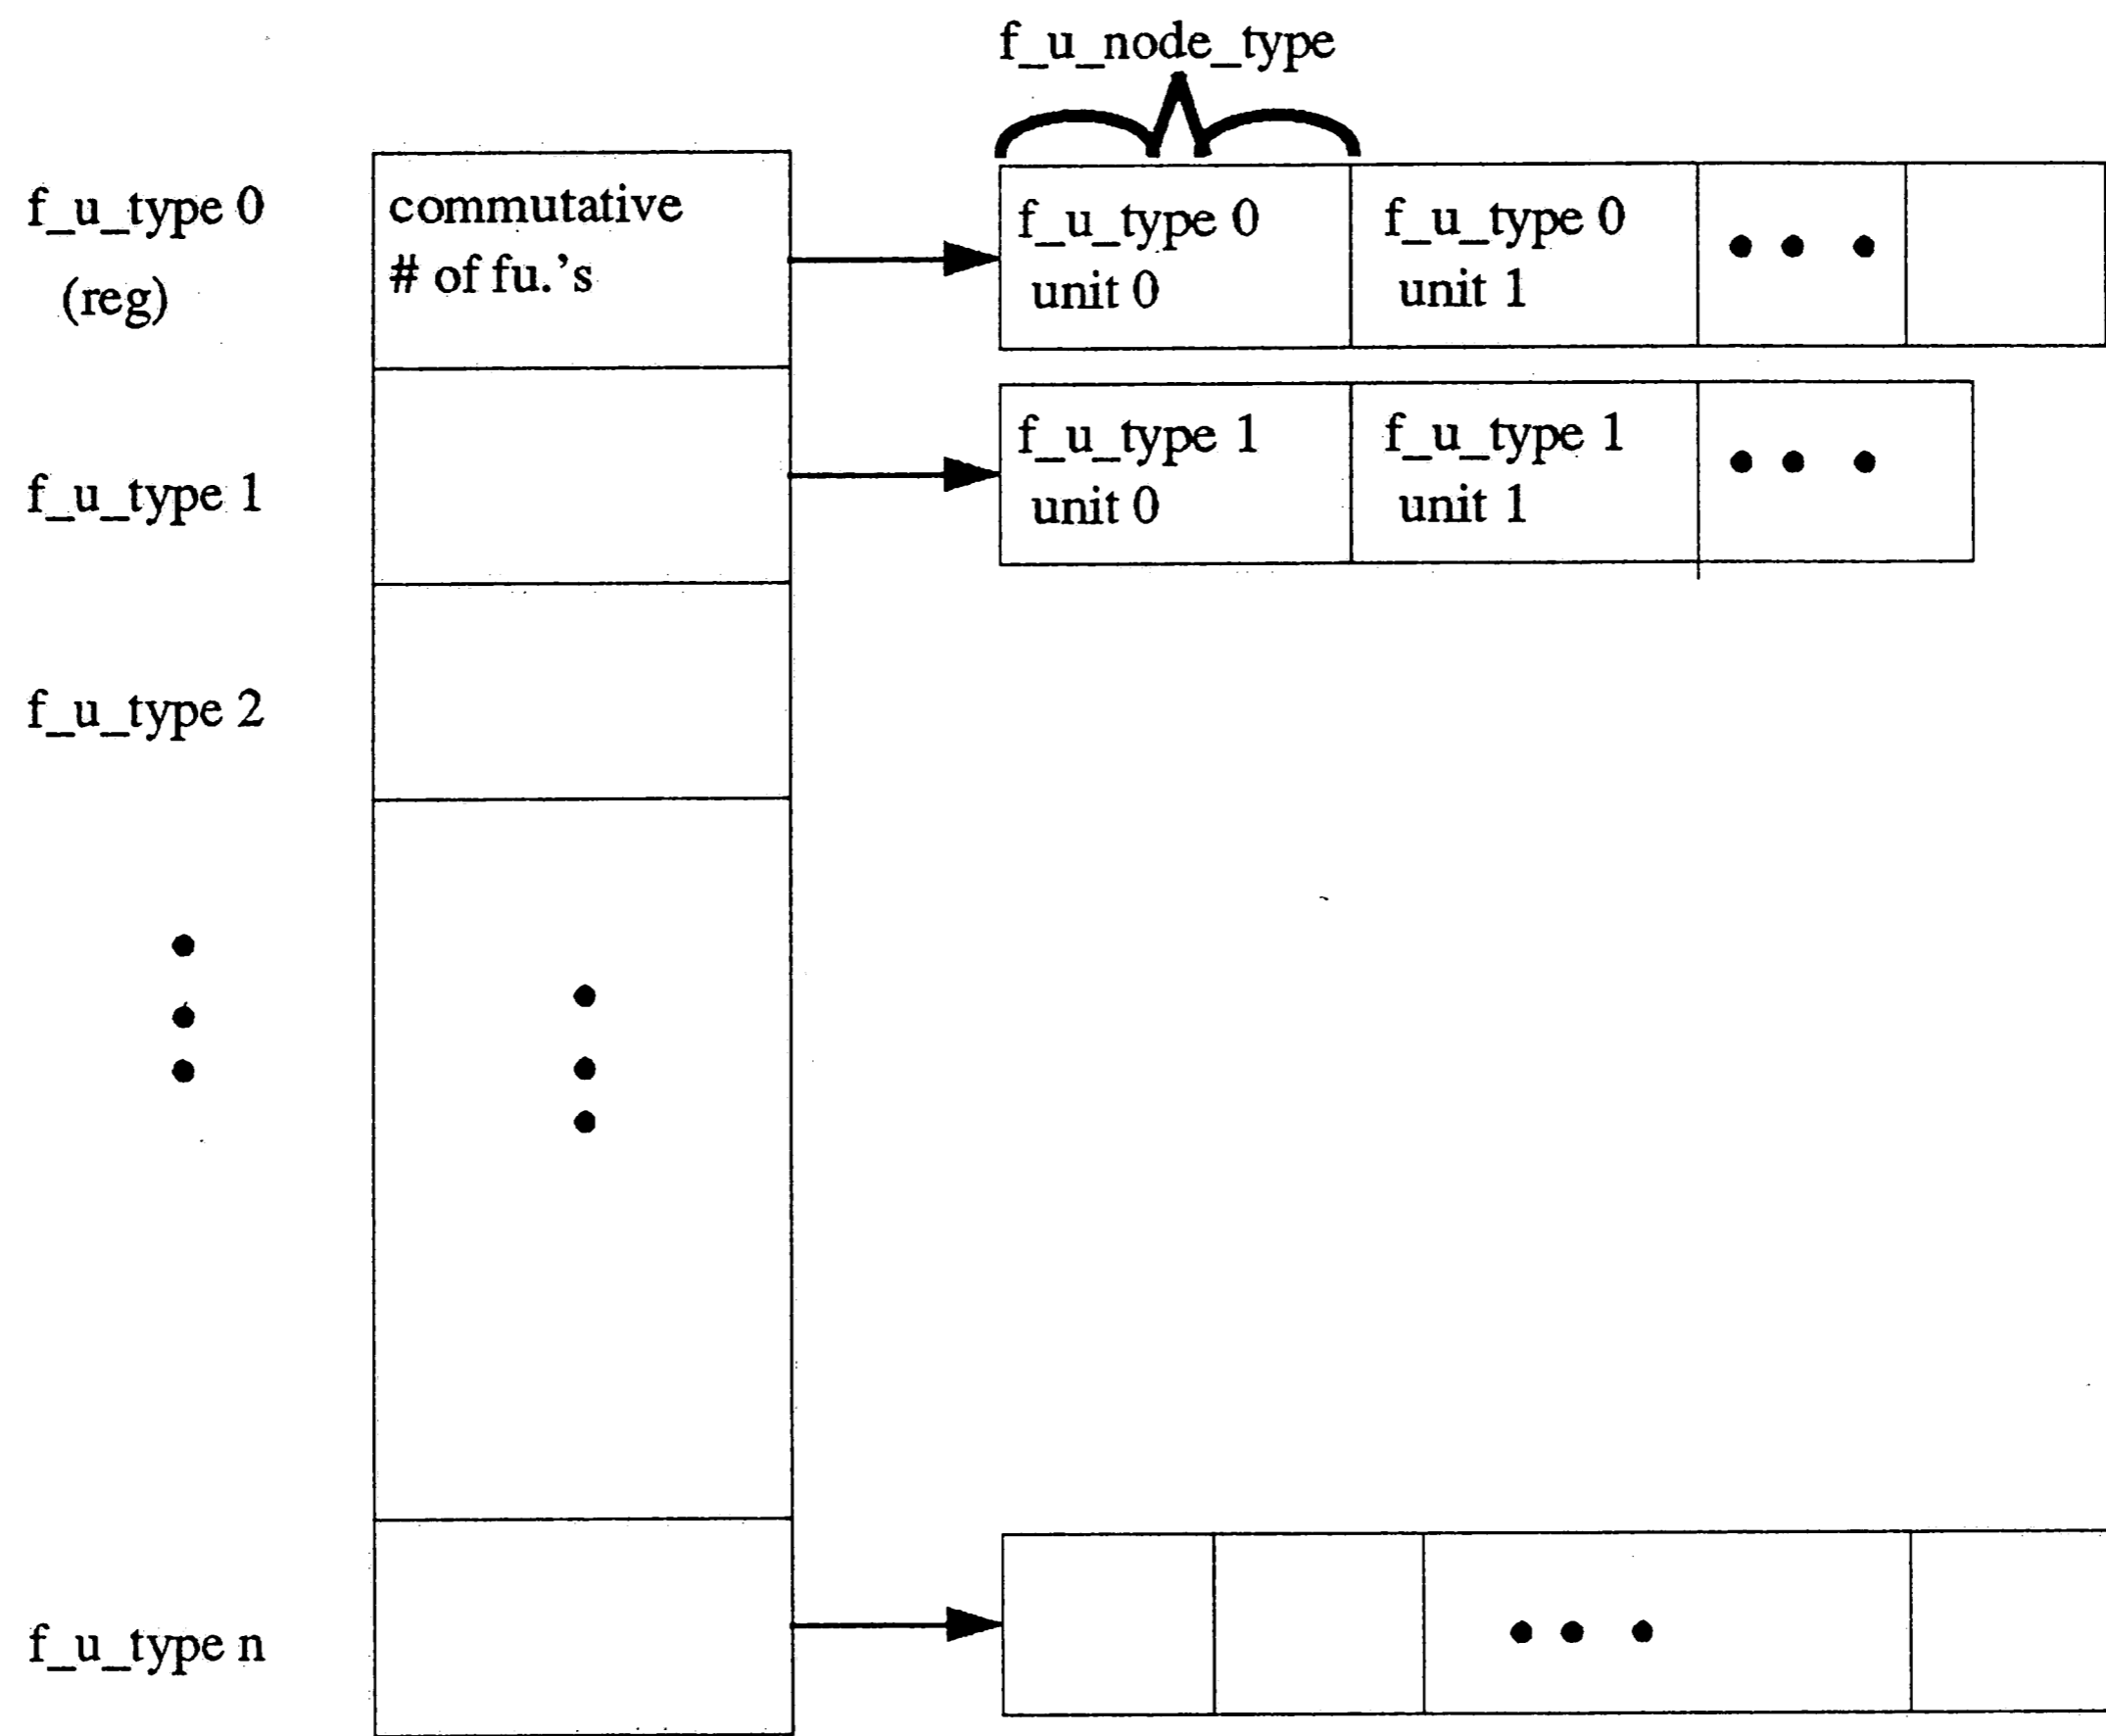 f_u_node_type
f_u_type 0
(reg)
commutative
# of fu.'s
f_u_type 0
unit 0
f_u_type 0
unit 1
f_u_type 1
f_u_type 1
unit 0
f_u_type 1
unit 1
f_u_type 2
f_u_type n